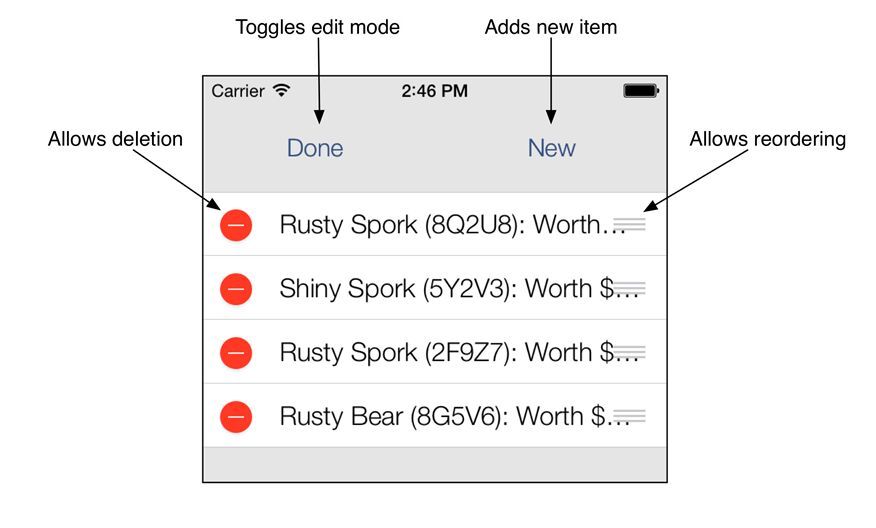 Toggles edit mode
Adds new item
Carrier 2:46 PM
Allows deletion
Done
New
Allows reordering
Rusty Spork (8Q2U8): Worth…
Shiny Spork (5Y2V3): Worth $…
Rusty Spork (2F9Z7): Worth $…
Rusty Bear (8G5V6): Worth $…